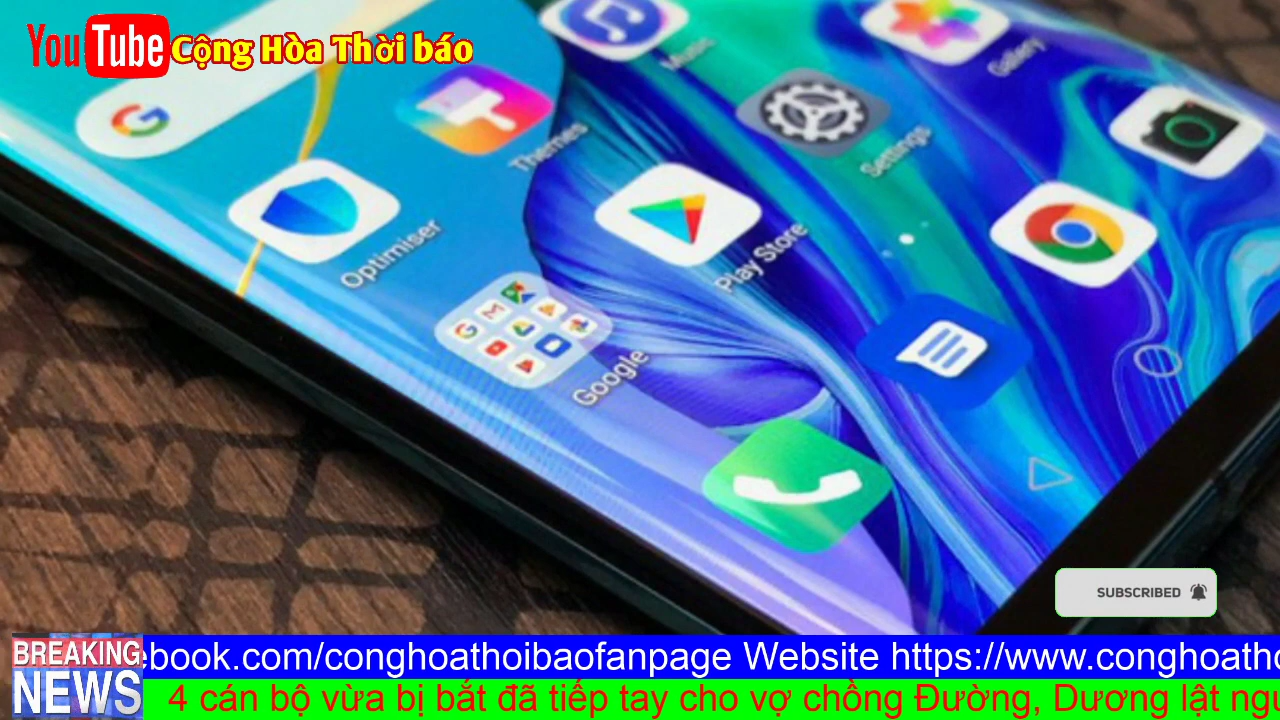 YouTube Cộng Hòa Thời báo
Music
Gallery
Themes
Settings
Optimiser
Play Store
Google
SUBSCRIBED
BREAKING
NEWS
ebook.com/conghoathoibaofanpage Website https://www.conghoatho
4 cán bộ vừa bị bắt đã tiếp tay cho vợ chồng Đường, Dương lật ngu